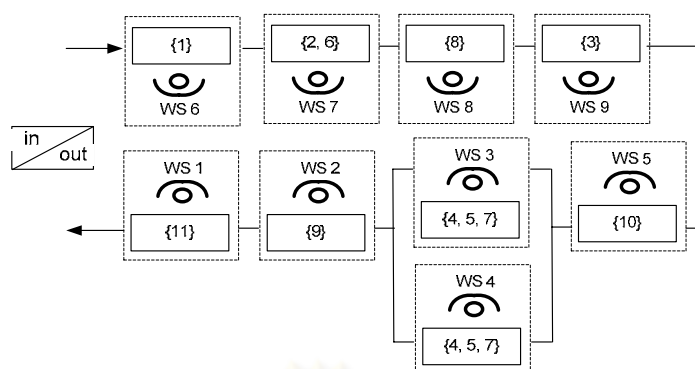 {1}
{2, 6}
{8}
{3}
WS 6
WS 7
WS 8
WS 9
in
out
WS 1
WS 2
WS 3
WS 5
{11}
{9}
{4, 5, 7}
{10}
WS 4
{4, 5, 7}